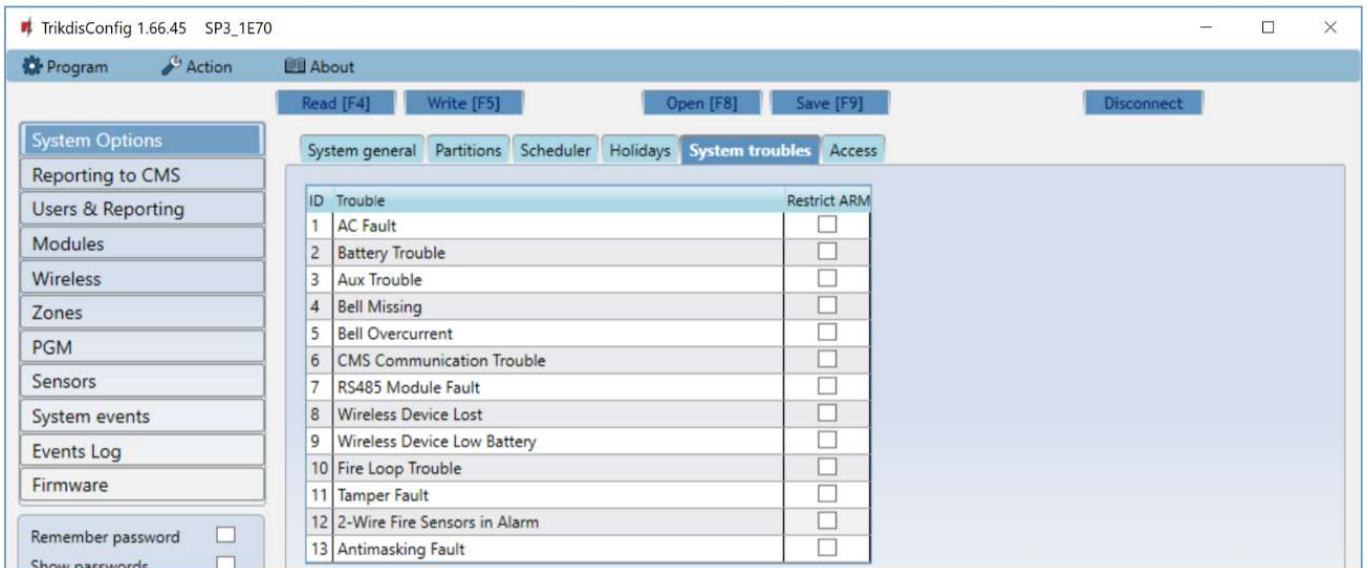 TrikdisConfig 1.66.45 SP3_1E70
Program Action About
Read [F4] Write [F5] Open [F8] Save [F9] Disconnect
System Options
Reporting to CMS
Users & Reporting
Modules
Wireless
Zones
PGM
Sensors
System events
Events Log
Firmware
Remember password
Show passwords
System general Partitions Scheduler Holidays System troubles Access
ID Trouble Restrict ARM
1 AC Fault
2 Battery Trouble
3 Aux Trouble
4 Bell Missing
5 Bell Overcurrent
6 CMS Communication Trouble
7 RS485 Module Fault
8 Wireless Device Lost
9 Wireless Device Low Battery
10 Fire Loop Trouble
11 Tamper Fault
12 2-Wire Fire Sensors in Alarm
13 Antimasking Fault